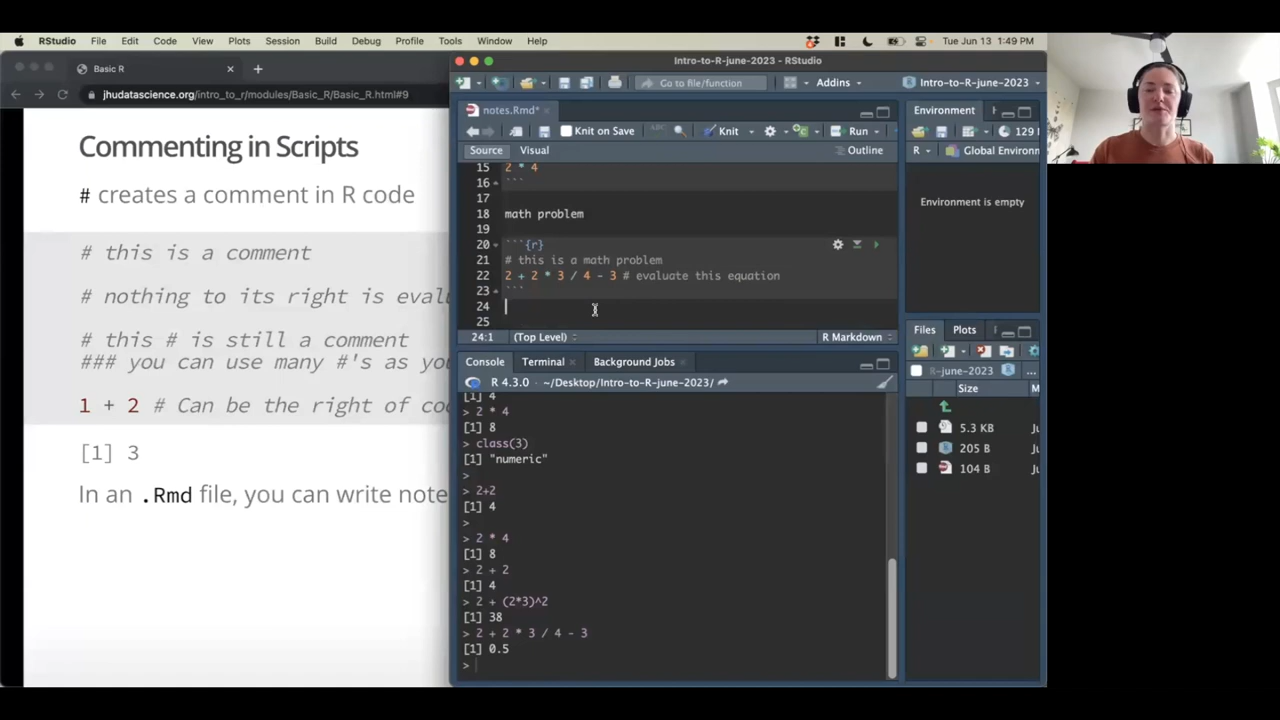 RStudio File Edit Code View Plots Session Build Debug Profile Tools Window Help Tue Jun 13 1:49 PM
Basic R
jhudatascience.org/intro_to_r/modules/Basic_R/Basic_R.html#9
Commenting in Scripts
# creates a comment in R code
# this is a comment
# nothing to its right is eval
# this # is still a comment
### you can use many #'s as yo
1 + 2 # Can be the right of co
[1] 3
In an .Rmd file, you can write note
Intro-to-R-june-2023 - RStudio
Go to file/function Addins Intro-to-R-june-2023
notes.Rmd*
Knit on Save ABC Knit Run
Source Visual Outline
15 2 * 4
16 ```
17
18 math problem
19
20 ```{r}
21 # this is a math problem
22 2 + 2 * 3 / 4 - 3 # evaluate this equation
23 ```
24
25
24:1 (Top Level) R Markdown
Console Terminal Background Jobs
R 4.3.0 · ~/Desktop/Intro-to-R-june-2023/
[1] 4
> 2 * 4
[1] 8
> class(3)
[1] "numeric"
>
> 2+2
[1] 4
>
> 2 * 4
[1] 8
> 2 + 2
[1] 4
> 2 + (2*3)^2
[1] 38
> 2 + 2 * 3 / 4 - 3
[1] 0.5
>
Environment
129
R Global Environ
Environment is empty
Files Plots
R-june-2023 ...
Size
5.3 KB
205 B
104 B